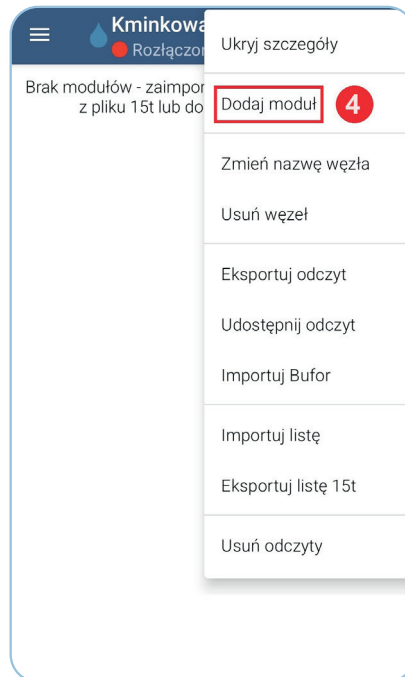 Kminkowa
Rozłączo
Brak modułów - zaimpor
z pliku 15t lub do
Ukryj szczegóły
Dodaj moduł
4
Zmień nazwę węzła
Usuń węzeł
Eksportuj odczyt
Udostępnij odczyt
Importuj Bufor
Importuj listę
Eksportuj listę 15t
Usuń odczyty